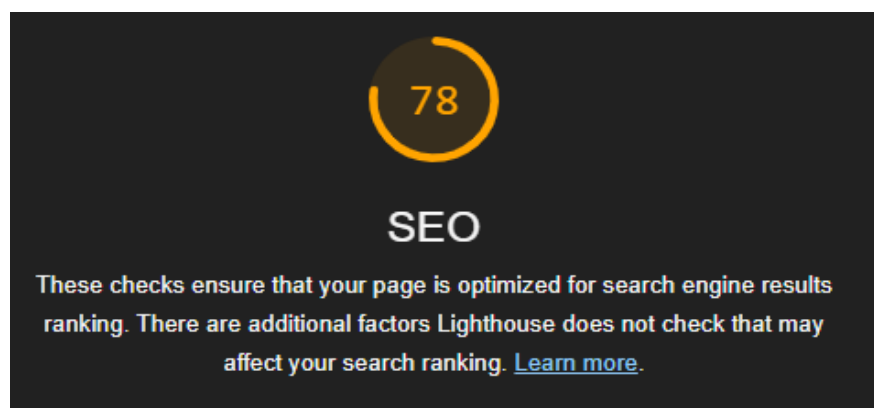 78
SEO
These checks ensure that your page is optimized for search engine results
ranking. There are additional factors Lighthouse does not check that may
affect your search ranking. Learn more.